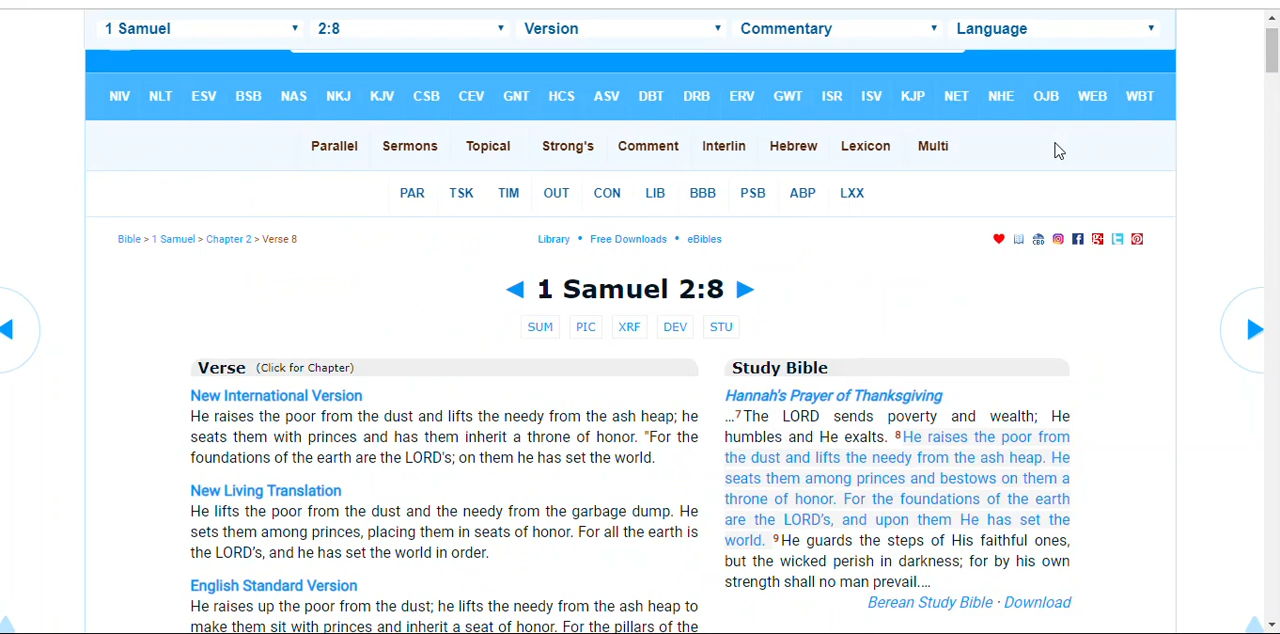 1 Samuel 2:8 Version Commentary Language
NIV NLT ESV BSB NAS NKJ KJV CSB CEV GNT HCS ASV DBT DRB ERV GWT ISR ISV KJP NET NHE OJB WEB WBT
Parallel Sermons Topical Strong's Comment Interlin Hebrew Lexicon Multi
PAR TSK TIM OUT CON LIB BBB PSB ABP LXX
Bible > 1 Samuel > Chapter 2 > Verse 8
Library • Free Downloads • eBibles
1 Samuel 2:8
SUM PIC XRF DEV STU
Verse (Click for Chapter)
New International Version
He raises the poor from the dust and lifts the needy from the ash heap; he
seats them with princes and has them inherit a throne of honor. "For the
foundations of the earth are the LORD's; on them he has set the world.
New Living Translation
He lifts the poor from the dust and the needy from the garbage dump. He
sets them among princes, placing them in seats of honor. For all the earth is
the LORD's, and he has set the world in order.
English Standard Version
He raises up the poor from the dust; he lifts the needy from the ash heap to
make them sit with princes and inherit a seat of honor. For the pillars of the
Study Bible
Hannah's Prayer of Thanksgiving
…7The LORD sends poverty and wealth; He
humbles and He exalts. 8He raises the poor from
the dust and lifts the needy from the ash heap. He
seats them among princes and bestows on them a
throne of honor. For the foundations of the earth
are the LORD's, and upon them He has set the
world. 9He guards the steps of His faithful ones,
but the wicked perish in darkness; for by his own
strength shall no man prevail.…
Berean Study Bible · Download